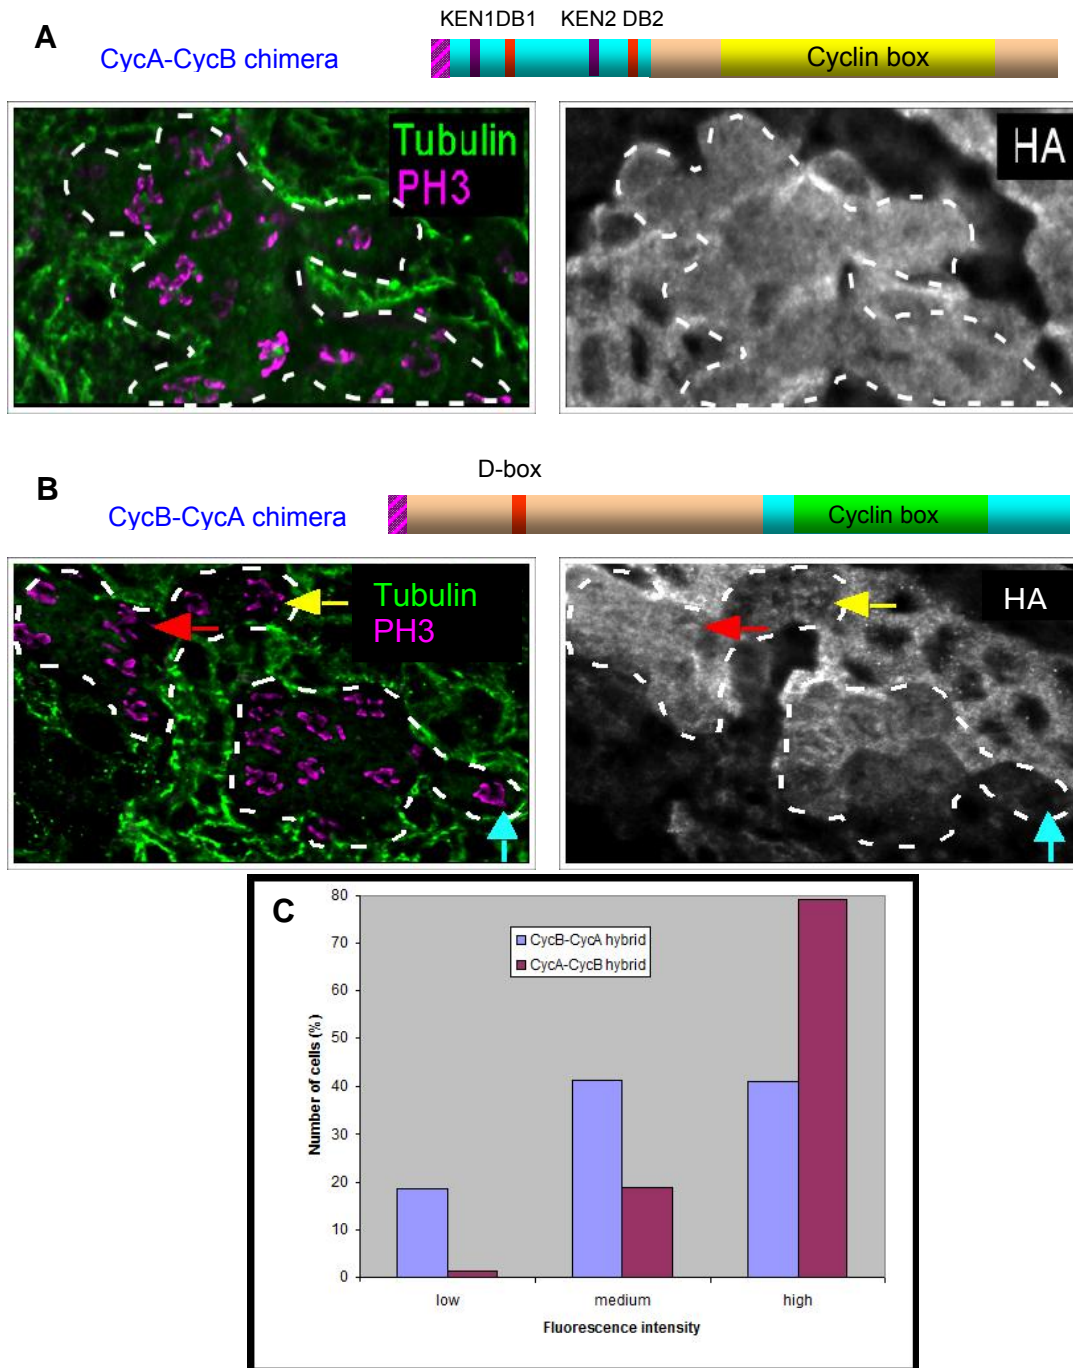 KEN1DB1 KEN2 DB2
A
CycA-CycB chimera
Cyclin box
Tubulin
PH3
HA
D-box
B
CycB-CycA chimera
Cyclin box
Tubulin
PH3
HA
C
80
70
60
50
40
30
20
10
0
Number of cells (%)
CycB-CycA hybrid
CycA-CycB hybrid
low medium high
Fluorescence intensity